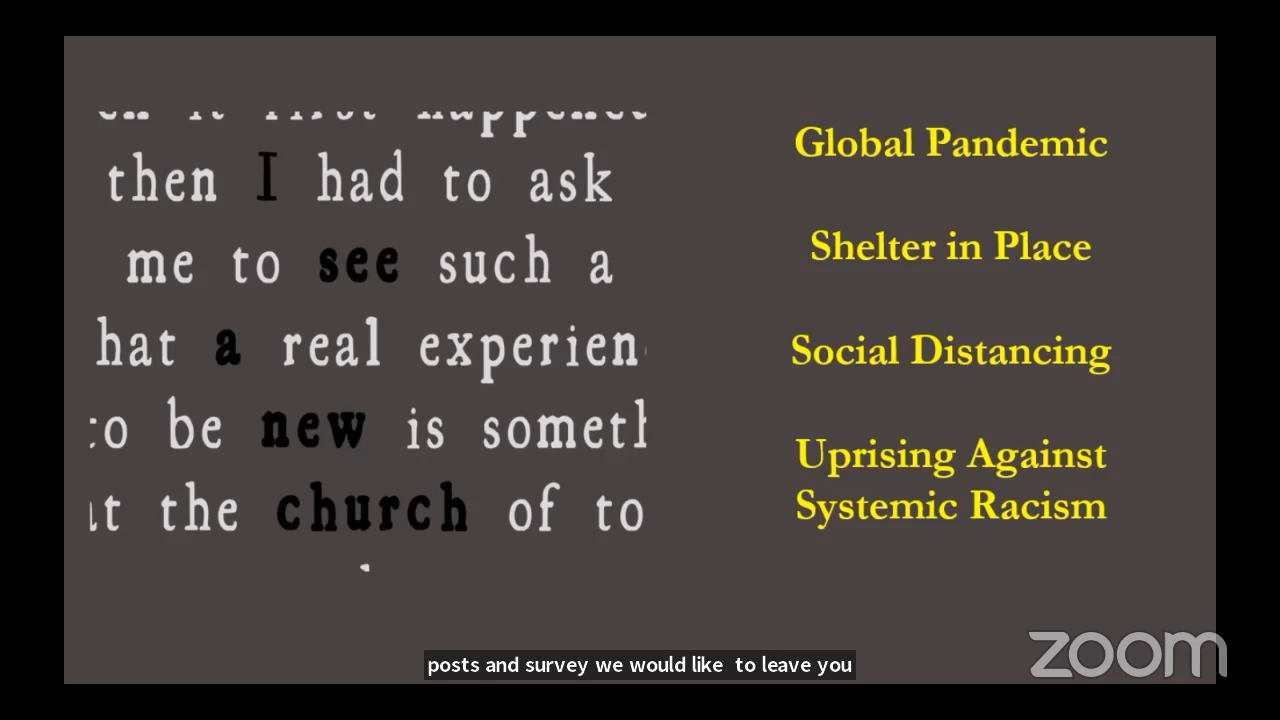 then I had to ask
me to see such a
hat a real experien
to be new is someth
at the church of to
Global Pandemic
Shelter in Place
Social Distancing
Uprising Against
Systemic Racism
posts and survey we would like to leave you
zoom